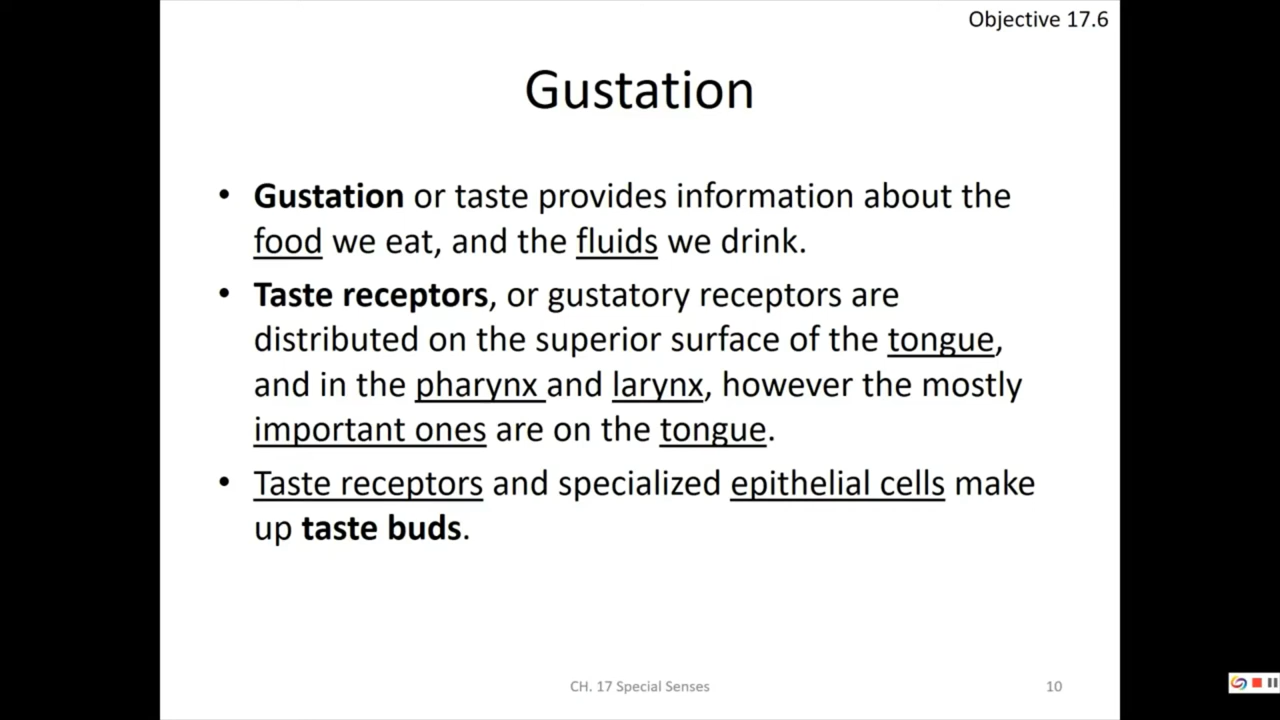 Objective 17.6
Gustation
• Gustation or taste provides information about the
food we eat, and the fluids we drink.
• Taste receptors, or gustatory receptors are
distributed on the superior surface of the tongue,
and in the pharynx and larynx, however the mostly
important ones are on the tongue.
• Taste receptors and specialized epithelial cells make
up taste buds.
CH. 17 Special Senses
10